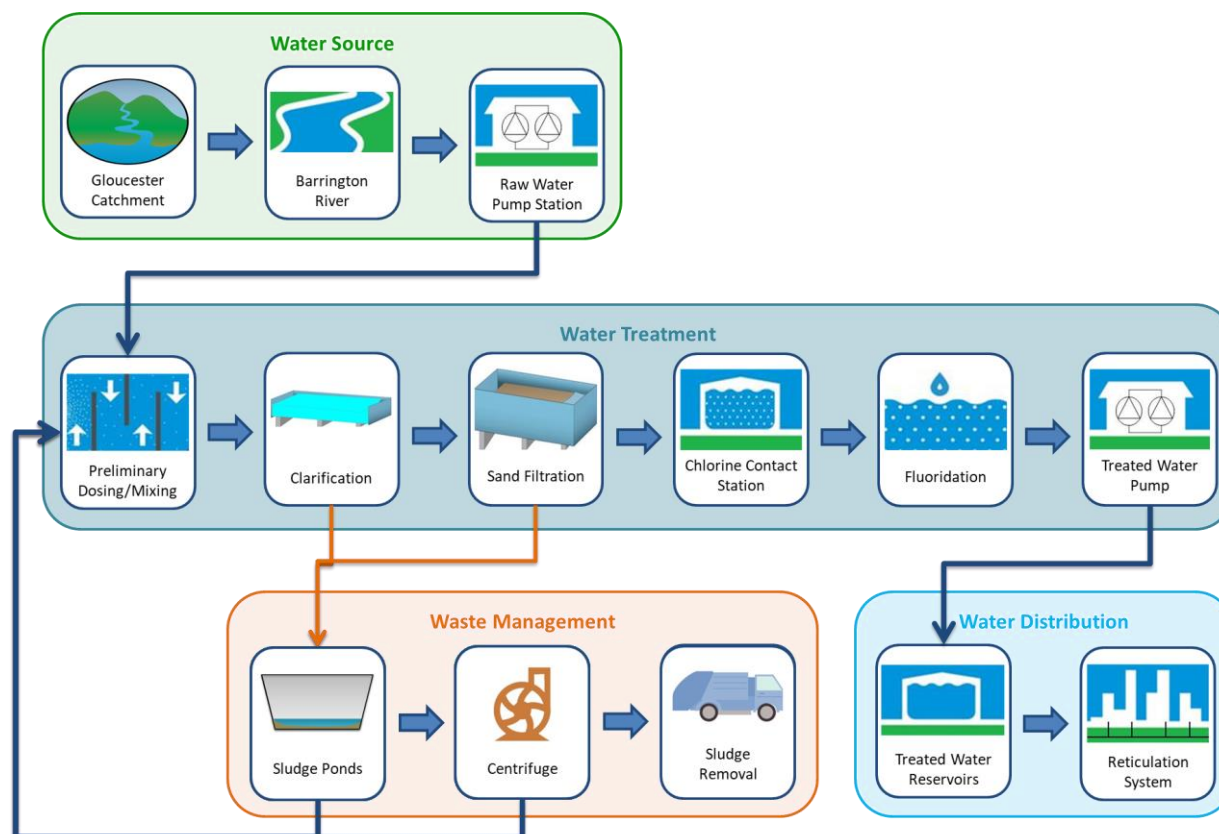 Water Source
Gloucester
Catchment
Barrington
River
Raw Water
Pump Station
Water Treatment
Preliminary
Dosing/Mixing
Clarification
Sand Filtration
Chlorine Contact
Station
Fluoridation
Treated Water
Pump
Waste Management
Sludge Ponds
Centrifuge
Sludge
Removal
Water Distribution
Treated Water
Reservoirs
Reticulation
System